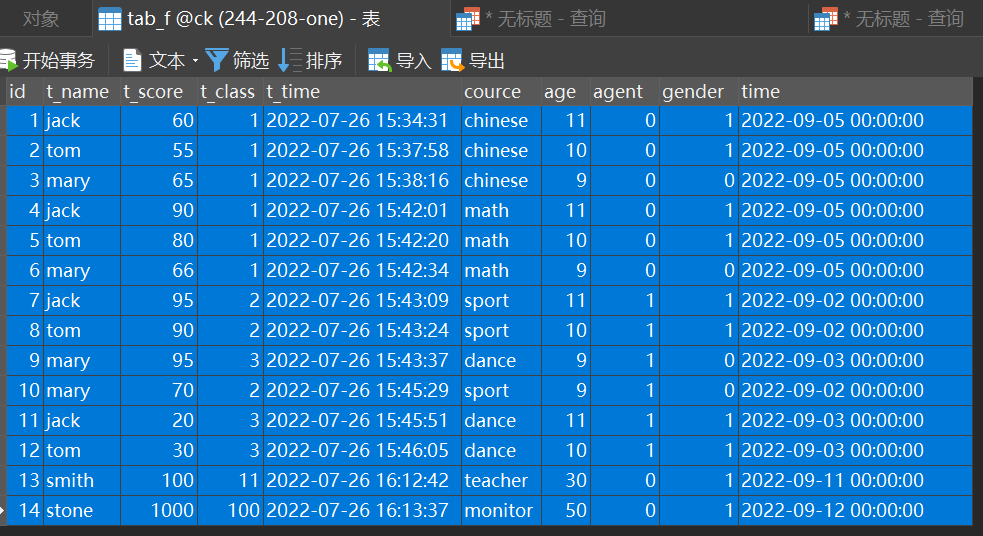 对象 tab_f @ck (244-208-one) - 表 * 无标题 - 查询 * 无标题 - 查询
开始事务 文本 筛选 排序 导入 导出
id t_name t_score t_class t_time cource age agent gender time
1 jack 60 1 2022-07-26 15:34:31 chinese 11 0 1 2022-09-05 00:00:00
2 tom 55 1 2022-07-26 15:37:58 chinese 10 0 1 2022-09-05 00:00:00
3 mary 65 1 2022-07-26 15:38:16 chinese 9 0 0 2022-09-05 00:00:00
4 jack 90 1 2022-07-26 15:42:01 math 11 0 1 2022-09-05 00:00:00
5 tom 80 1 2022-07-26 15:42:20 math 10 0 1 2022-09-05 00:00:00
6 mary 66 1 2022-07-26 15:42:34 math 9 0 0 2022-09-05 00:00:00
7 jack 95 2 2022-07-26 15:43:09 sport 11 1 1 2022-09-02 00:00:00
8 tom 90 2 2022-07-26 15:43:24 sport 10 1 1 2022-09-02 00:00:00
9 mary 95 3 2022-07-26 15:43:37 dance 9 1 0 2022-09-03 00:00:00
10 mary 70 2 2022-07-26 15:45:29 sport 9 1 0 2022-09-02 00:00:00
11 jack 20 3 2022-07-26 15:45:51 dance 11 1 1 2022-09-03 00:00:00
12 tom 30 3 2022-07-26 15:46:05 dance 10 1 1 2022-09-03 00:00:00
13 smith 100 11 2022-07-26 16:12:42 teacher 30 0 1 2022-09-11 00:00:00
14 stone 1000 100 2022-07-26 16:13:37 monitor 50 0 1 2022-09-12 00:00:00